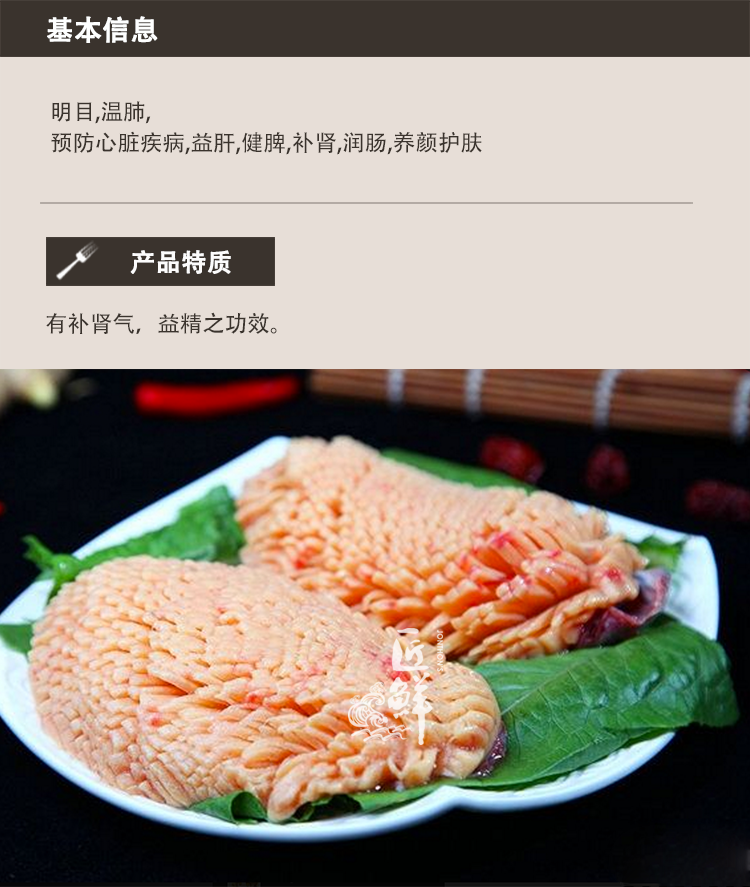 基本信息
明目,温肺,
预防心脏疾病,益肝,健脾,补肾,润肠,养颜护肤
产品特质
有补肾气，益精之功效。
匠鲜